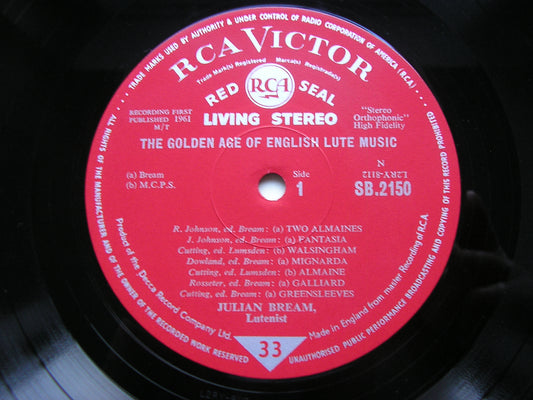 TRADE MARKS USED BY AUTHORITY & UNDER CONTROL OF RADIO CORPORATION OF AMERICA (R.C.A.)
RCA VICTOR
Trade Mark(s) Registered Marca(s) Registrada(s)
RED RCA SEAL
LIVING STEREO
RECORDING FIRST
PUBLISHED 1961
M/T
"Stereo
Orthophonic"
High Fidelity
THE GOLDEN AGE OF ENGLISH LUTE MUSIC
(a) Bream
(b) M.C.P.S.
Side
1
N
L2RY-8112
SB.2150
R. Johnson, ed. Bream: (a) TWO ALMAINES
J. Johnson, ed. Bream: (a) FANTASIA
Cutting, ed. Lumsden: (b) WALSINGHAM
Dowland, ed. Bream: (a) MIGNARDA
Cutting, ed. Lumsden: (b) ALMAINE
Rosseter, ed. Bream: (a) GALLIARD
Cutting, ed. Bream: (a) GREENSLEEVES
JULIAN BREAM,
Lutenist
33
Product of The Decca Record Company Ltd.
Made in England from master Recording of R.C.A.
ALL RIGHTS OF THE MANUFACTURER AND OF THE OWNER OF THE RECORDED WORK RESERVED
UNAUTHORISED PUBLIC PERFORMANCE BROADCASTING AND COPYING OF THIS RECORD PROHIBITED